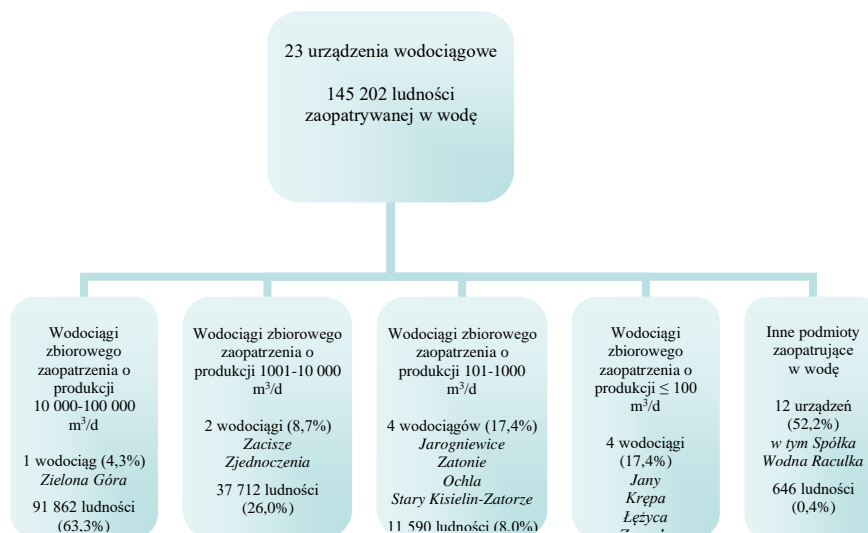 23 urządzenia wodociągowe
145 202 ludności
zaopatrywanej w wodę
Wodociągi
zbiorowego
zaopatrzenia o
produkcji
10 000-100 000
m³/d
1 wodociąg (4,3%)
Zielona Góra
91 862 ludności
(63,3%)
Wodociągi zbiorowego
zaopatrzenia o
produkcji 1001-10 000
m³/d
2 wodociągi (8,7%)
Zacisze
Zjednoczenia
37 712 ludności
(26,0%)
Wodociągi zbiorowego
zaopatrzenia o
produkcji 101-1000
m³/d
4 wodociągów (17,4%)
Jarogniewice
Zatonie
Ochla
Stary Kisielin-Zatorze
11 590 ludności (8,0%)
Wodociągi
zbiorowego
zaopatrzenia o
produkcji ≤ 100
m³/d
4 wodociągi
(17,4%)
Jany
Krępa
Łężyca
Inne podmioty
zaopatrujące
w wodę
12 urządzeń
(52,2%)
w tym Spółka
Wodna Raculka
646 ludności
(0,4%)